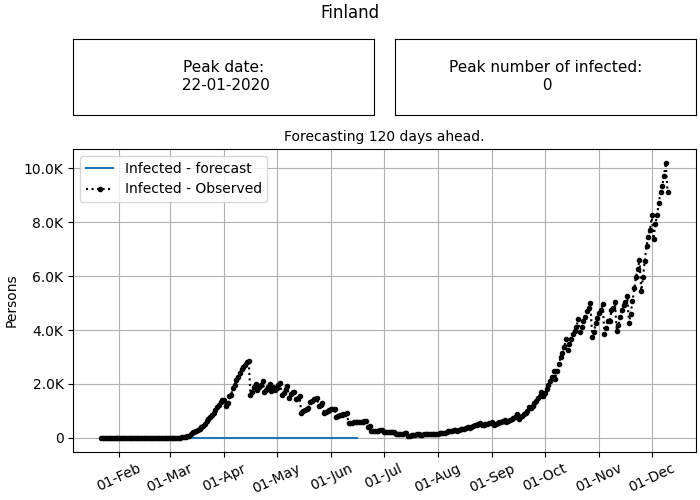 Finland
Peak date:
22-01-2020
Peak number of infected:
0
Forecasting 120 days ahead.
Infected - forecast
Infected - Observed
10.0K
8.0K
6.0K
4.0K
2.0K
0
Persons
01-Feb
01-Mar
01-Apr
01-May
01-Jun
01-Jul
01-Aug
01-Sep
01-Oct
01-Nov
01-Dec